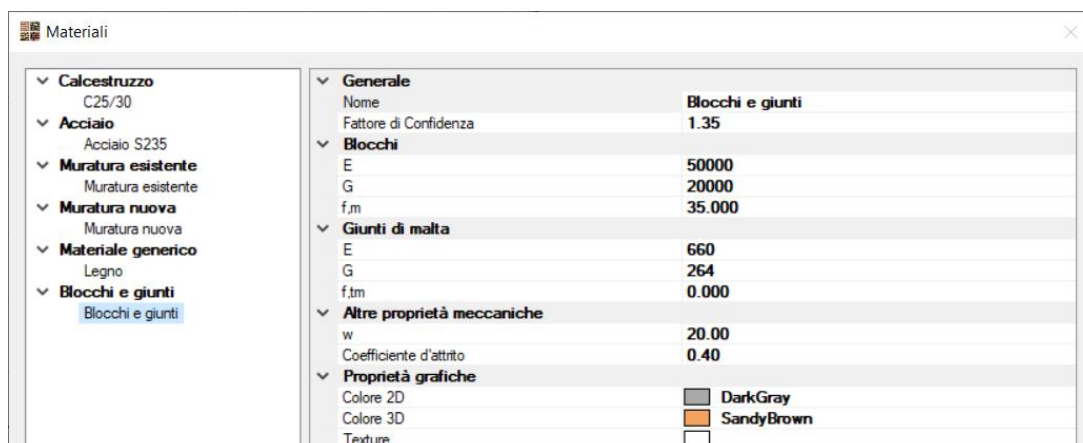 Materiali
Calcestruzzo
C25/30
Acciaio
Acciaio S235
Muratura esistente
Muratura esistente
Muratura nuova
Muratura nuova
Materiale generico
Legno
Blocchi e giunti
Blocchi e giunti
Generale
Nome Blocchi e giunti
Fattore di Confidenza 1.35
Blocchi
E 50000
G 20000
f,m 35.000
Giunti di malta
E 660
G 264
f,tm 0.000
Altre proprietà meccaniche
w 20.00
Coefficiente d'attrito 0.40
Proprietà grafiche
Colore 2D DarkGray
Colore 3D SandyBrown
Texture